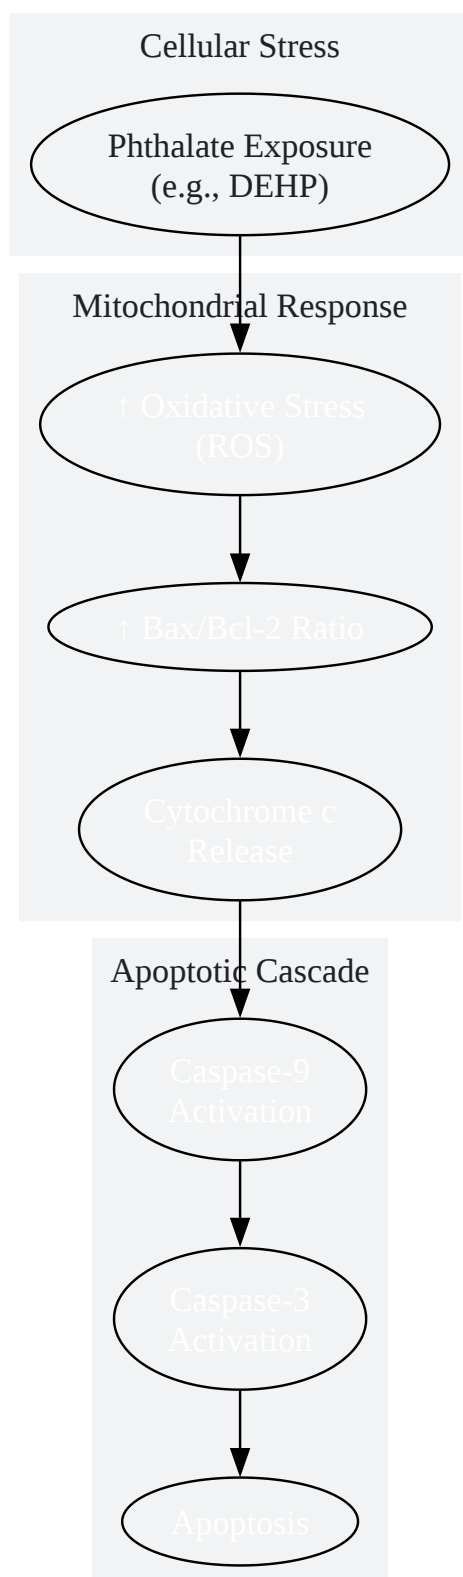 Cellular Stress
Phthalate Exposure
(e.g., DEHP)
Mitochondrial Response
↑ Oxidative Stress
(ROS)
↑ Bax/Bcl-2 Ratio
Cytochrome c
Release
Apoptotic Cascade
Caspase-9
Activation
Caspase-3
Activation
Apoptosis